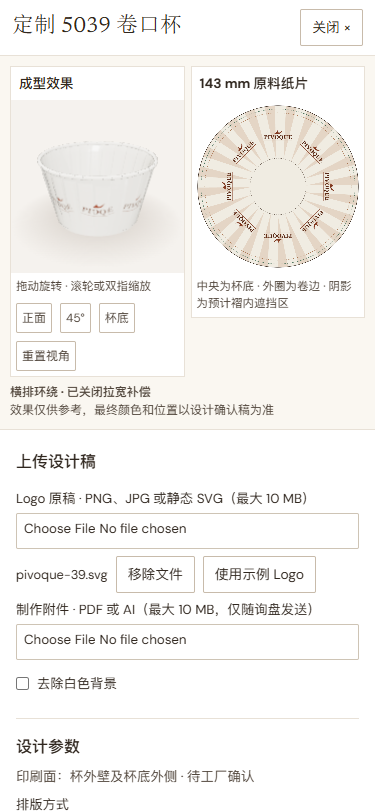 定制 5039 卷口杯
关闭 ×
成型效果
PIVOQUE
拖动旋转 · 滚轮或双指缩放
正面
45°
杯底
重置视角
143 mm 原料纸片
PIVOQUE
PIVOQUE
PIVOQUE
PIVOQUE
PIVOQUE
PIVOQUE
PIVOQUE
PIVOQUE
中央为杯底 · 外圈为卷边 · 阴影
为预计褶内遮挡区
横排环绕 · 已关闭拉宽补偿
效果仅供参考，最终颜色和位置以设计确认稿为准
上传设计稿
Logo 原稿 · PNG、JPG 或静态 SVG（最大 10 MB）
Choose File No file chosen
pivoque-39.svg
移除文件
使用示例 Logo
制作附件 · PDF 或 AI（最大 10 MB，仅随询盘发送）
Choose File No file chosen
去除白色背景
设计参数
印刷面：杯外壁及杯底外侧 · 待工厂确认
排版方式